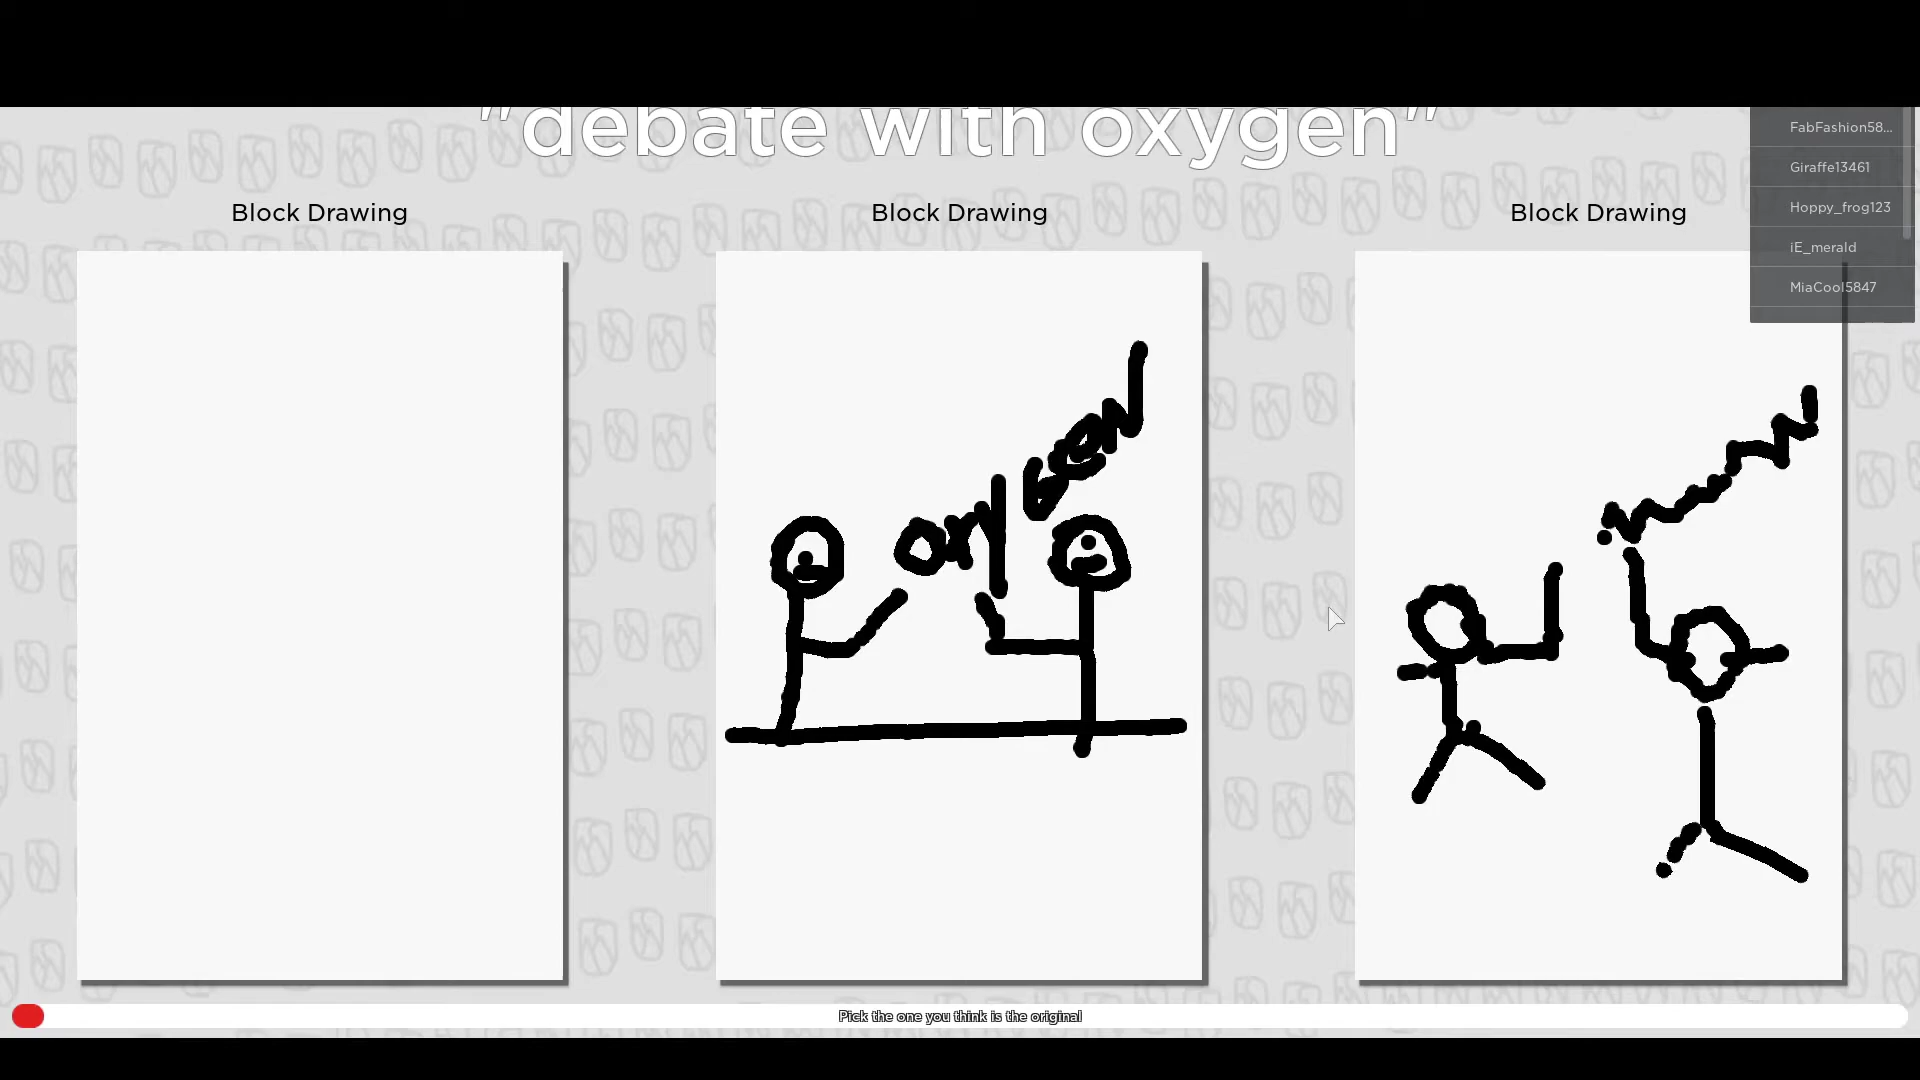 "debate with oxygen"
FabFashion58...
Giraffe13461
Hoppy_frog123
iE_merald
MiaCool5847
Block Drawing
Block Drawing
Block Drawing
oxygen
Pick the one you think is the original